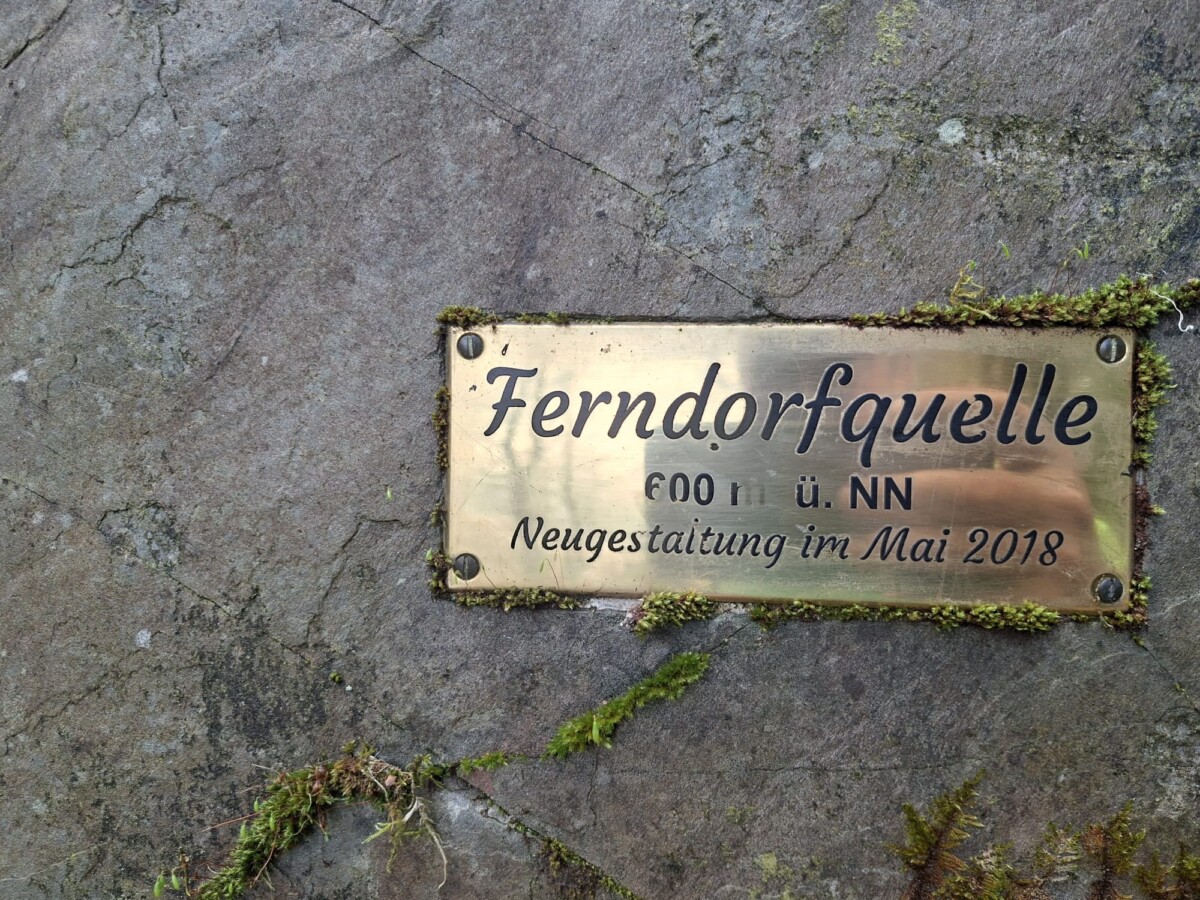 Ferndorfquelle
600 m ü. NN
Neugestaltung im Mai 2018